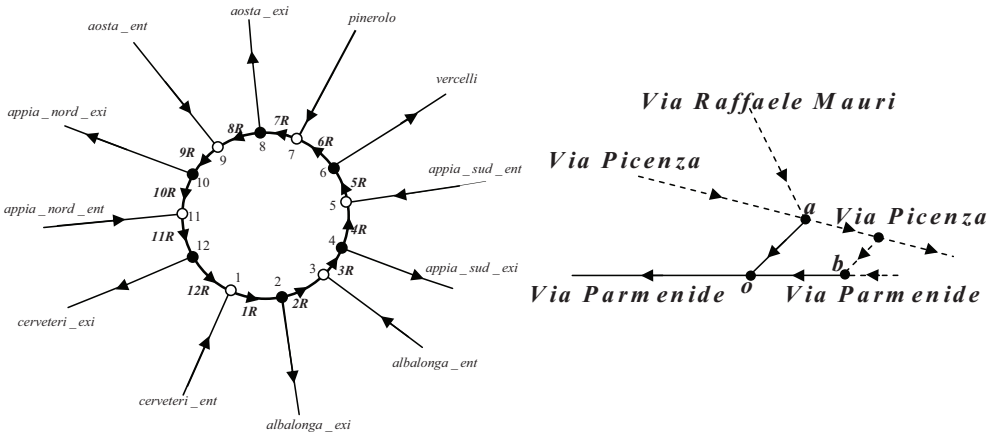 aosta_exi
pinerolo
aosta_ent
vercelli
appia_nord_exi
7R
8R
6R
9R
9
8
7
appia_sud_ent
10
6
5R
10R
appia_nord_ent
11
5
11R
4R
12
4
3R
appia_sud_exi
3
12R
1
2
2R
1R
cerveteri_exi
albalonga_ent
cerveteri_ent
albalonga_exi
Via Raffaele Mauri
Via Picenza
a
Via Picenza
b
o
Via Parmenide
Via Parmenide